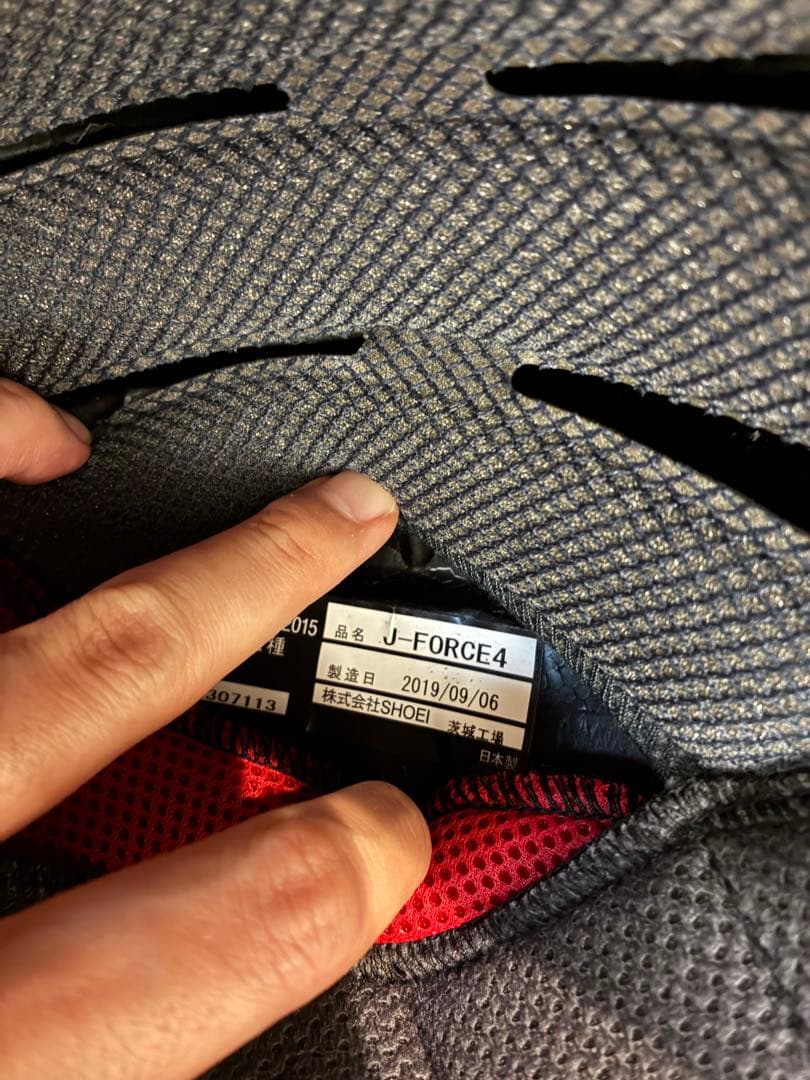 2015
品名 J-FORCE4
種
製造日 2019/09/06
307113
株式会社SHOEI 茨城工場
日本製